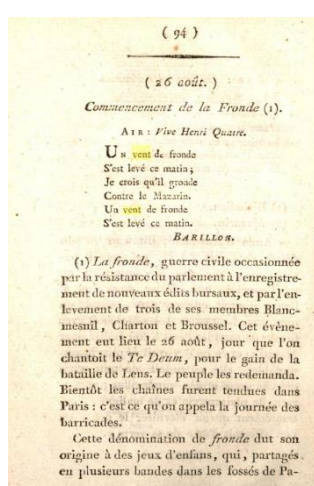 ( 94 )
( 26 août. )
Commencement de la Fronde (1).
AIR : Vive Henri Quatre.
UN vent de fronde
S'est levé ce matin ;
Je crois qu'il gronde
Contre le Mazarin.
Un vent de fronde
S'est levé ce matin.
BARILLON.
(1) La fronde, guerre civile occasionnée
par la résistance du parlement à l'enregistre-
ment de nouveaux édits bursaux, et par l'en-
levement de trois de ses membres Blanc-
mesnil, Charton et Broussel. Cet évène-
ment eut lieu le 26 août, jour que l'on
chantoit le Te Deum, pour le gain de la
bataille de Lens. Le peuple les redemanda.
Bientôt les chaînes furent tendues dans
Paris : c'est ce qu'on appela la journée des
barricades.
Cette dénomination de fronde dut son
origine à des jeux d'enfans, qui, partagés
en plusieurs bandes dans les fossés de Pa-